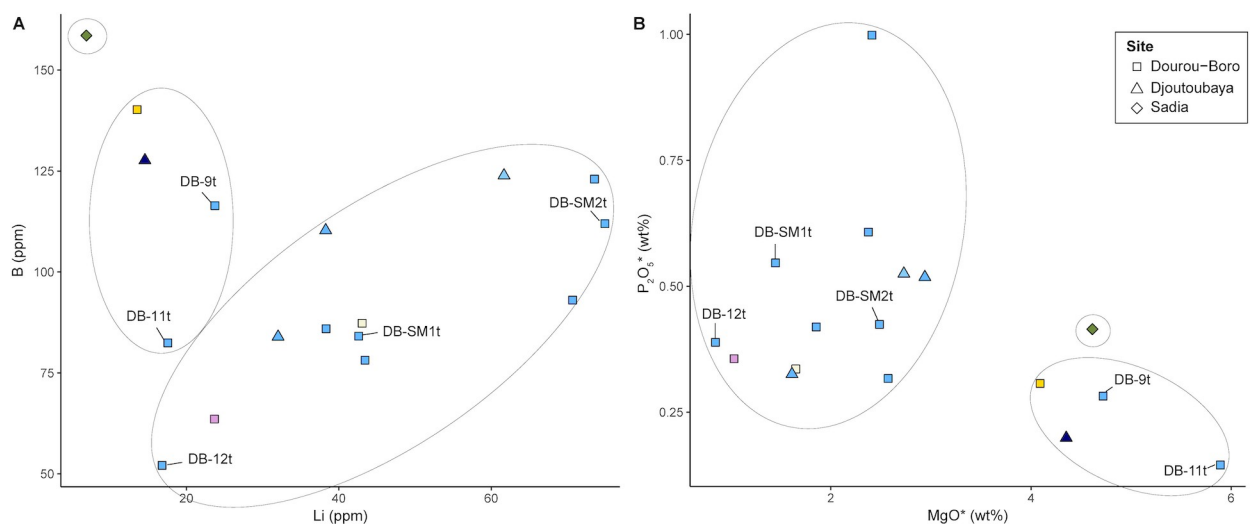 A
B (ppm)
150
125
100
75
50
DB-9t
DB-SM2t
DB-11t
DB-SM1t
DB-12t
20
40
60
Li (ppm)
B
P₂O₅* (wt%)
1.00
0.75
0.50
0.25
Site
Dourou−Boro
Djoutoubaya
Sadia
DB-SM1t
DB-SM2t
DB-12t
DB-9t
DB-11t
2
4
6
MgO* (wt%)